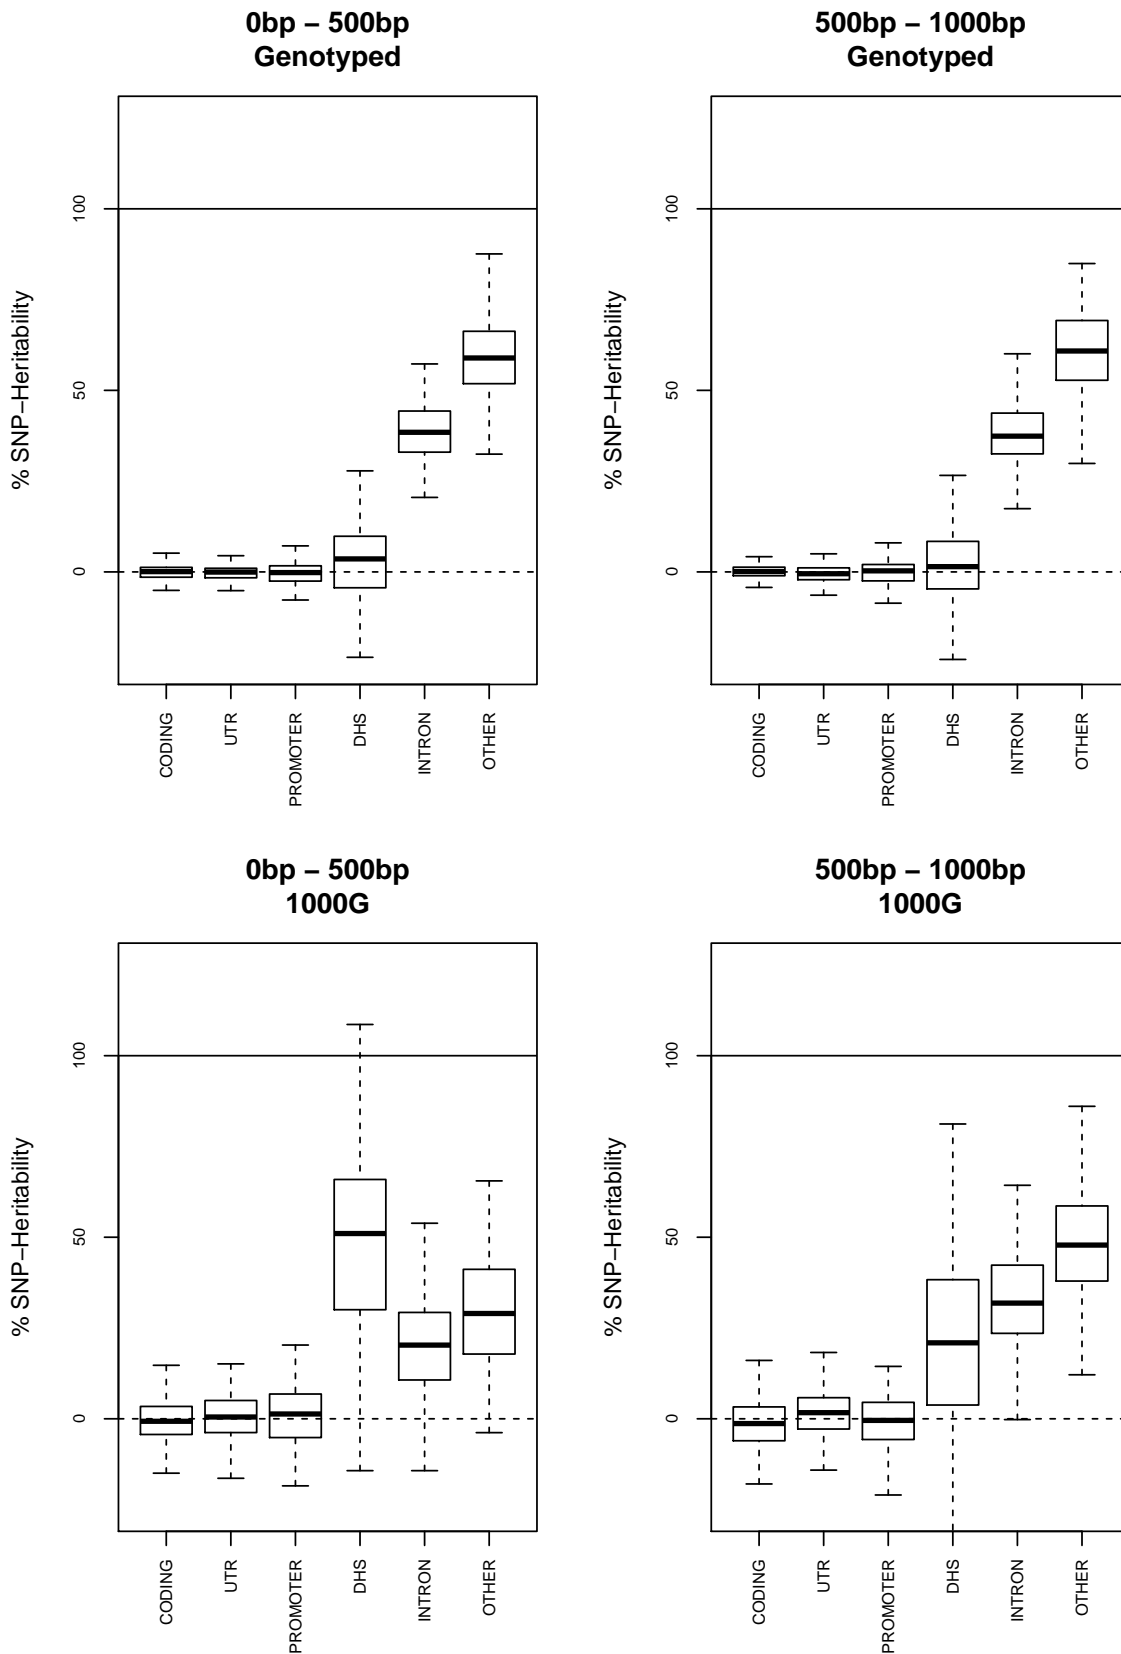 0bp – 500bp
Genotyped
% SNP–Heritability
100
50
0
CODING
UTR
PROMOTER
DHS
INTRON
OTHER
500bp – 1000bp
Genotyped
% SNP–Heritability
100
50
0
CODING
UTR
PROMOTER
DHS
INTRON
OTHER
0bp – 500bp
1000G
% SNP–Heritability
100
50
0
CODING
UTR
PROMOTER
DHS
INTRON
OTHER
500bp – 1000bp
1000G
% SNP–Heritability
100
50
0
CODING
UTR
PROMOTER
DHS
INTRON
OTHER